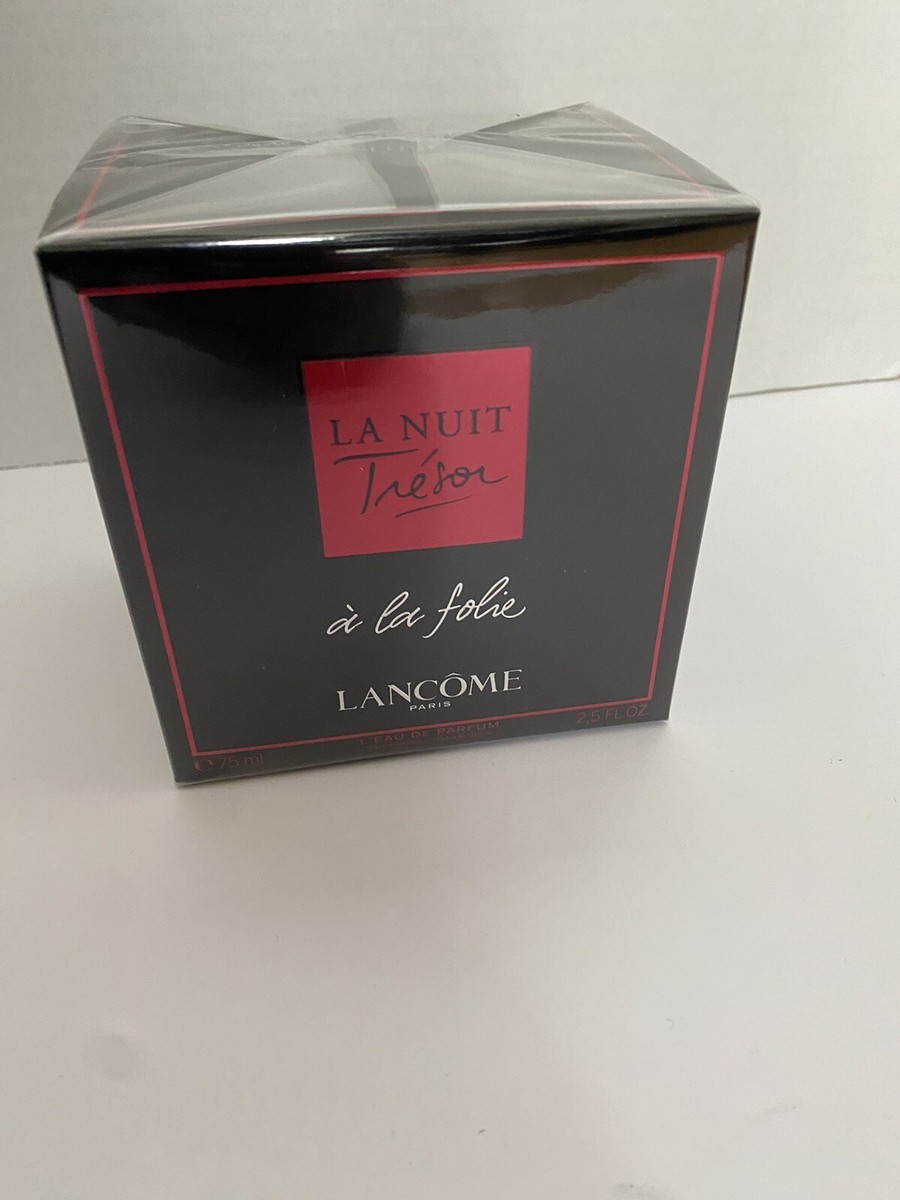 LA NUIT
Trésor
à la folie
LANCÔME
PARIS
L'EAU DE PARFUM
℮ 75 ml
2,5 FL.OZ